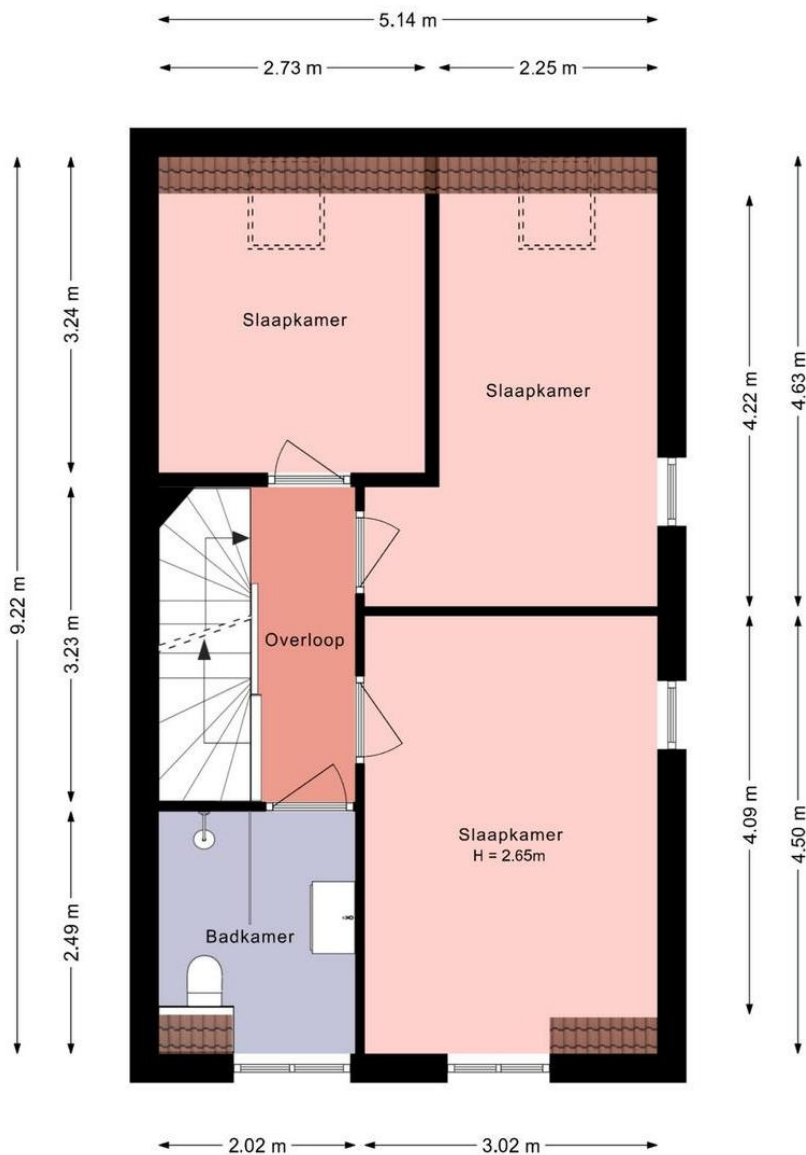 5.14 m
2.73 m
2.25 m
3.24 m
Slaapkamer
Slaapkamer
4.22 m
4.63 m
9.22 m
3.23 m
Overloop
Slaapkamer
H = 2.65m
4.09 m
4.50 m
2.49 m
Badkamer
2.02 m
3.02 m